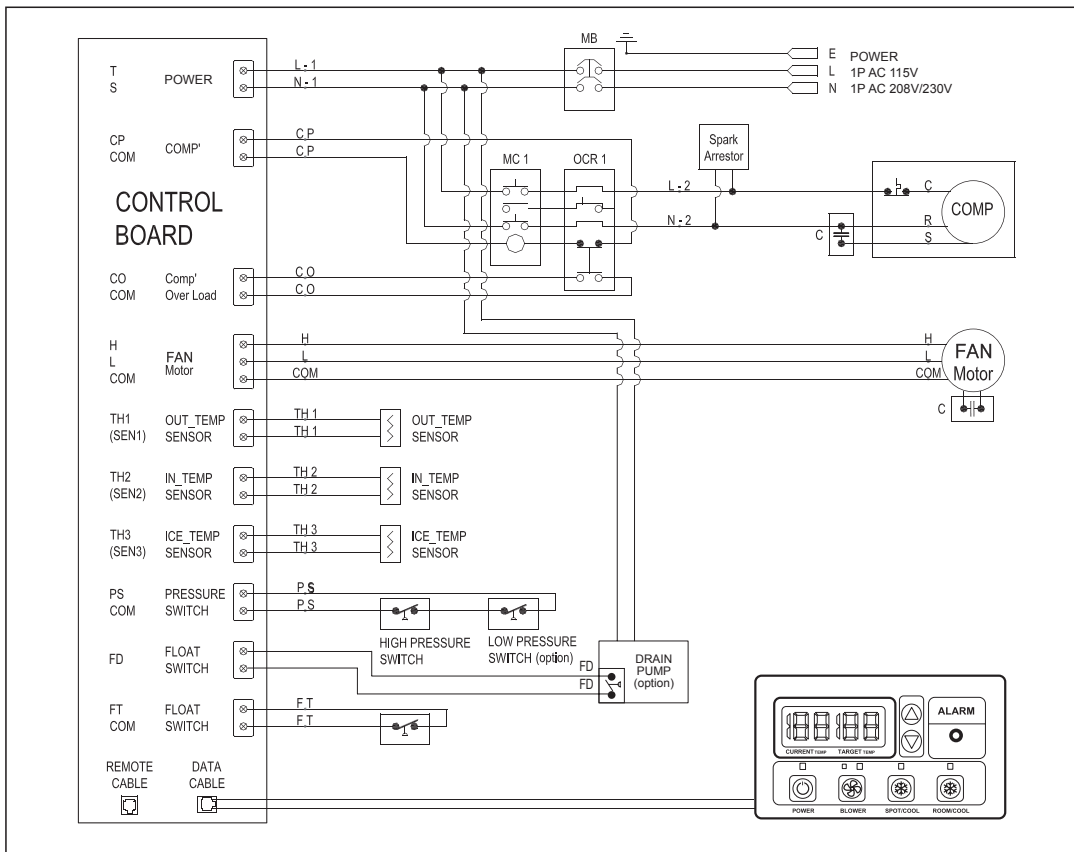 MB
E POWER
L 1P AC 115V
N 1P AC 208V/230V
T
S
POWER
L - 1
N - 1
CP
COM
COMP'
C.P
C.P
MC 1
OCR 1
Spark
Arrestor
L - 2
N - 2
C
R
S
COMP
C
CONTROL
BOARD
CO
COM
Comp'
Over Load
C.O
C.O
H
L
COM
FAN
Motor
H
L
COM
H
L
COM
FAN
Motor
C
TH1
(SEN1)
OUT_TEMP
SENSOR
TH 1
TH 1
OUT_TEMP
SENSOR
TH2
(SEN2)
IN_TEMP
SENSOR
TH 2
TH 2
IN_TEMP
SENSOR
TH3
(SEN3)
ICE_TEMP
SENSOR
TH 3
TH 3
ICE_TEMP
SENSOR
PS
COM
PRESSURE
SWITCH
P.S
P.S
HIGH PRESSURE
SWITCH
LOW PRESSURE
SWITCH (option)
FD
FLOAT
SWITCH
FD
FD
DRAIN
PUMP
(option)
FT
COM
FLOAT
SWITCH
F.T
F.T
REMOTE
CABLE
DATA
CABLE
CURRENT TEMP
TARGET TEMP
ALARM
POWER
BLOWER
SPOT/COOL
ROOM/COOL